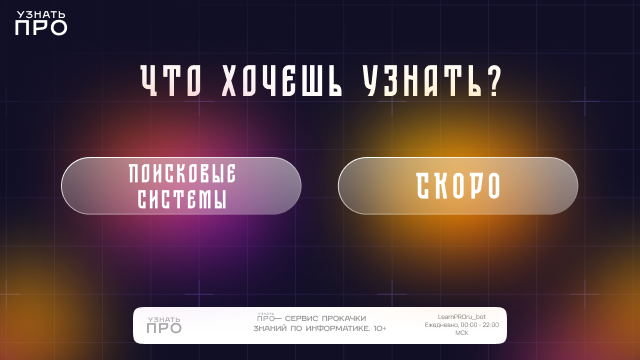 УЗНАТЬ
ПРО
ЧТО ХОЧЕШЬ УЗНАТЬ?
ПОИСКОВЫЕ
СИСТЕМЫ
СКОРО
УЗНАТЬ
ПРО
УЗНАТЬ
ПРО — СЕРВИС ПРОКАЧКИ
ЗНАНИЙ ПО ИНФОРМАТИКЕ. 10+
LearnPROru_bot
Ежедневно, 00:00 - 22:00
МСК